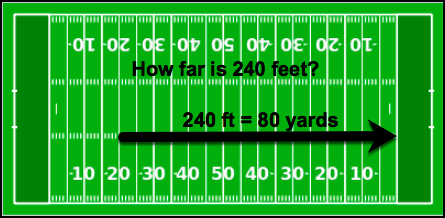 -10 -20 -30 -40 50 40- 30- 20- 10-
How far is 240 feet?
240 ft = 80 yards
-10 -20 -30 -40 50 40- 30- 20- 10-